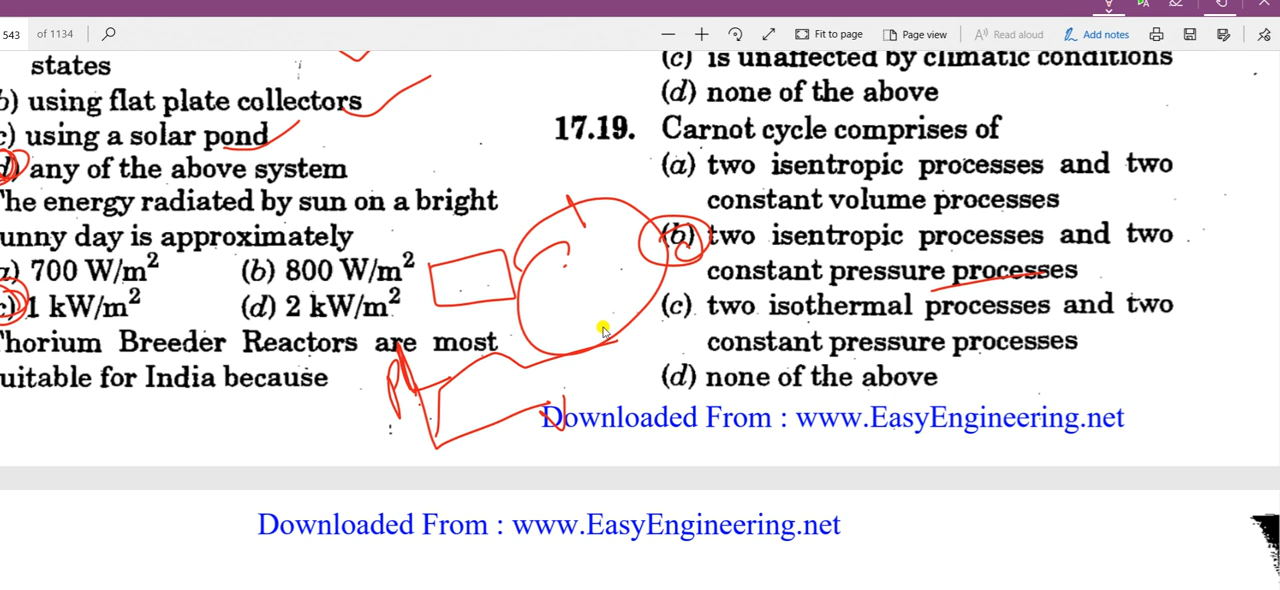 543 of 1134
Fit to page
Page view
Read aloud
Add notes
states
b) using flat plate collectors
c) using a solar pond
d) any of the above system
The energy radiated by sun on a bright
unny day is approximately
a) 700 W/m² (b) 800 W/m²
c) 1 kW/m² (d) 2 kW/m²
Thorium Breeder Reactors are most
uitable for India because
(c) is unaffected by climatic conditions
(d) none of the above
17.19. Carnot cycle comprises of
(a) two isentropic processes and two
constant volume processes
(b) two isentropic processes and two
constant pressure processes
(c) two isothermal processes and two
constant pressure processes
(d) none of the above
Downloaded From : www.EasyEngineering.net
Downloaded From : www.EasyEngineering.net